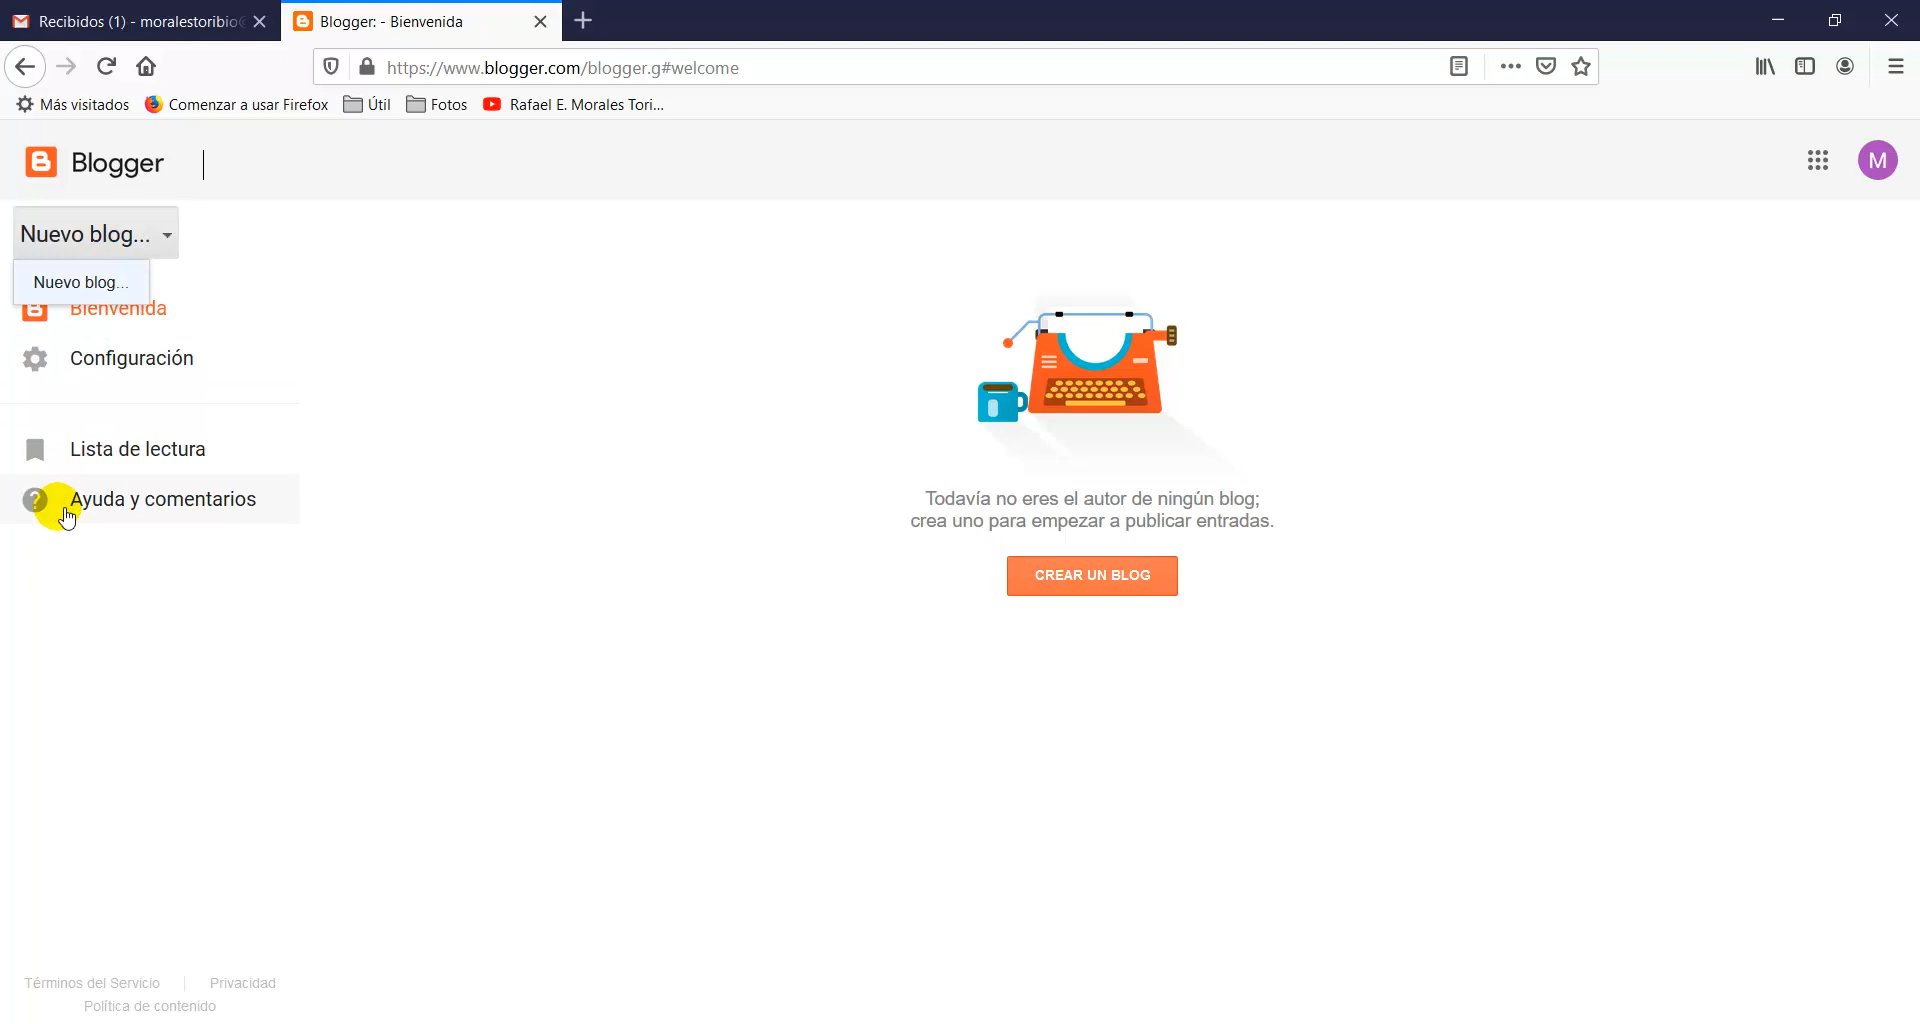 Recibidos (1) - moralestoribio
Blogger: - Bienvenida
https://www.blogger.com/blogger.g#welcome
Más visitados
Comenzar a usar Firefox
Útil
Fotos
Rafael E. Morales Tori...
Blogger
M
Nuevo blog...
Nuevo blog...
Bienvenida
Configuración
Lista de lectura
Ayuda y comentarios
Todavía no eres el autor de ningún blog;
crea uno para empezar a publicar entradas.
CREAR UN BLOG
Términos del Servicio | Privacidad
Política de contenido